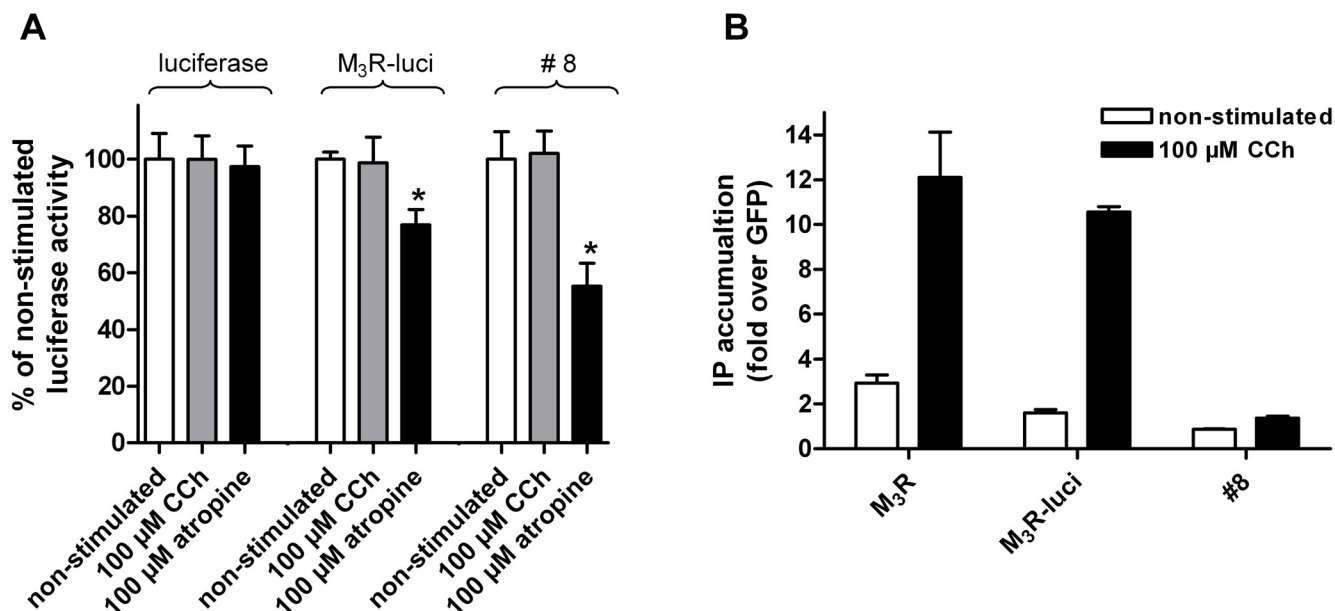 A
luciferase
M₃R-luci
# 8
% of non-stimulated
luciferase activity
100
80
60
40
20
0
*
*
non-stimulated
100 µM CCh
100 µM atropine
non-stimulated
100 µM CCh
100 µM atropine
non-stimulated
100 µM CCh
100 µM atropine
B
non-stimulated
100 µM CCh
IP accumualtion
(fold over GFP)
14
12
10
8
6
4
2
0
M₃R
M₃R-luci
#8